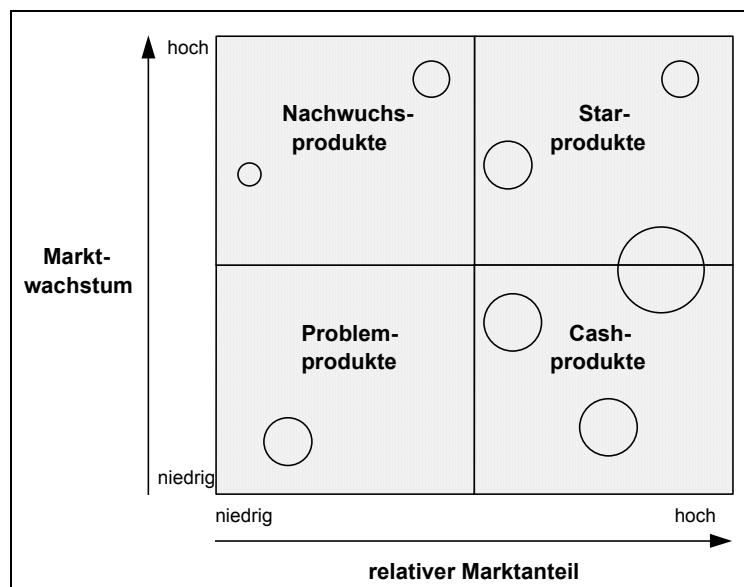 hoch
Nachwuchs-
produkte
Star-
produkte
Markt-
wachstum
Problem-
produkte
Cash-
produkte
niedrig
niedrig
hoch
relativer Marktanteil